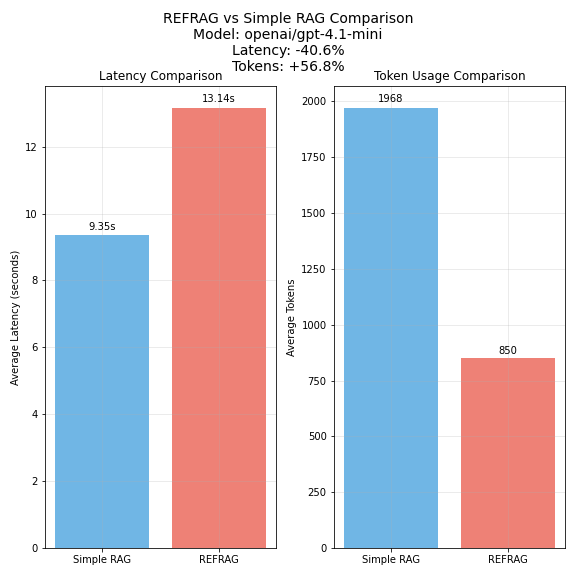 REFRAG vs Simple RAG Comparison
Model: openai/gpt-4.1-mini
Latency: -40.6%
Tokens: +56.8%
Latency Comparison
13.14s
9.35s
12
10
8
6
4
2
0
Average Latency (seconds)
Simple RAG
REFRAG
Token Usage Comparison
1968
850
2000
1750
1500
1250
1000
750
500
250
0
Average Tokens
Simple RAG
REFRAG